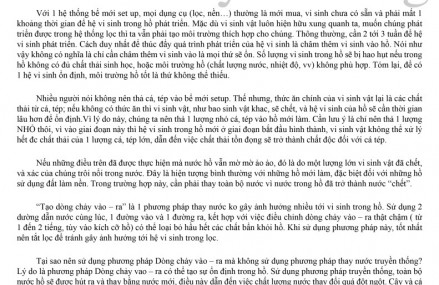 Với 1 hệ thống bể mới set up, mọi dụng cụ (lọc, nền…) thường là mới mua, vi sinh chưa có sẵn và phải mất 1
khoảng thời gian để hệ vi sinh trong hồ phát triển. Mặc dù vi sinh vật luôn hiện hữu xung quanh ta, muốn chúng phát
triển được trong hệ thống lọc thì ta vẫn phải tạo môi trường thích hợp cho chúng. Thông thường, cần 2 tới 3 tuần để hệ
vi sinh phát triển. Cách duy nhất để thúc đẩy quá trình phát triển của hệ vi sinh là châm thêm vi sinh vào hồ. Nói như
vậy không có nghĩa là chỉ cần châm thêm vi sinh vào là mọi thứ sẽ ổn. Số lượng vi sinh trong hồ sẽ bị hao hụt nếu trong
hồ không có đủ chất thải sinh học, hoặc môi trường trong hồ (chất lượng nước, nhiệt độ, vv) không phù hợp. Tóm lại, để có
1 hệ vi sinh ổn định, môi trường hồ tốt là thứ không thể thiếu.
Nhiều người nói không nên thả cá, tép vào bể mới setup. Thế nhưng, thức ăn chính của vi sinh vật lại là các chất
thải từ cá, tép; nếu không có thức ăn thì vi sinh vật, như bao sinh vật khac, sẽ chết, và hệ vi sinh của hồ sẽ cần thời gian
lâu hơn để ổn định.Vì lý do này, chúng ta nên thả 1 lượng nhỏ cá, tép vào hồ mới làm. Cần lưu ý là chỉ nên thả 1 lượng
NHỎ thôi, vì vào giai đoạn này thì hệ vi sinh trong hồ mới ở giai đoạn bắt đầu hình thành, vi sinh vật không thể xử lý
hết đc chất thải của 1 lượng cá, tép lớn, dẫn đến việc chất thải tồn đọng sẽ trở thành chất độc đối với cá tép.
Nếu những điều trên đã được thực hiện mà nước hồ vẫn mờ mờ ảo ảo, đó là do một lượng lớn vi sinh vật đã chết,
và xác của chúng trôi nổi trong nước. Đây là hiện tượng bình thường với những hồ mới làm, đặc biệt với những hồ
sử dụng đất làm nền. Trong trường hợp này, cần phải thay toàn bộ nước vì nước trong hồ đã trở thành nước “chết”.
“Tạo dòng chảy vào – ra” là 1 phương pháp thay nước ko gây ảnh hưởng nhiều tới vi sinh trong hồ. Sử dụng 2
đường dẫn nước cùng lúc, 1 đường vào và 1 đường ra, kết hợp với việc điều chỉnh dòng chảy vào – ra thật chậm ( từ
1 đến 2 tiếng, tùy vào kích cỡ hồ) có thể loại bỏ hầu hết các chất bẩn khỏi hồ. Khi sử dụng phương pháp này, tốt nhất
nên tắt lọc để tránh gây ảnh hưởng tới hệ vi sinh trong lọc.
Tại sao nên sử dụng phương pháp Dòng chảy vào – ra mà không sử dụng phương pháp thay nước truyền thống?
Lý do là phương pháp Dòng chảy vao – ra có thể tạo sự ổn định trong hồ. Sử dụng phương pháp truyền thống, toàn bộ
nước hồ sẽ được hút ra và thay bằng nước mới, điều này dẫn đến việc chất lượng nước thay đổi quá đột ngột. Cây và cá